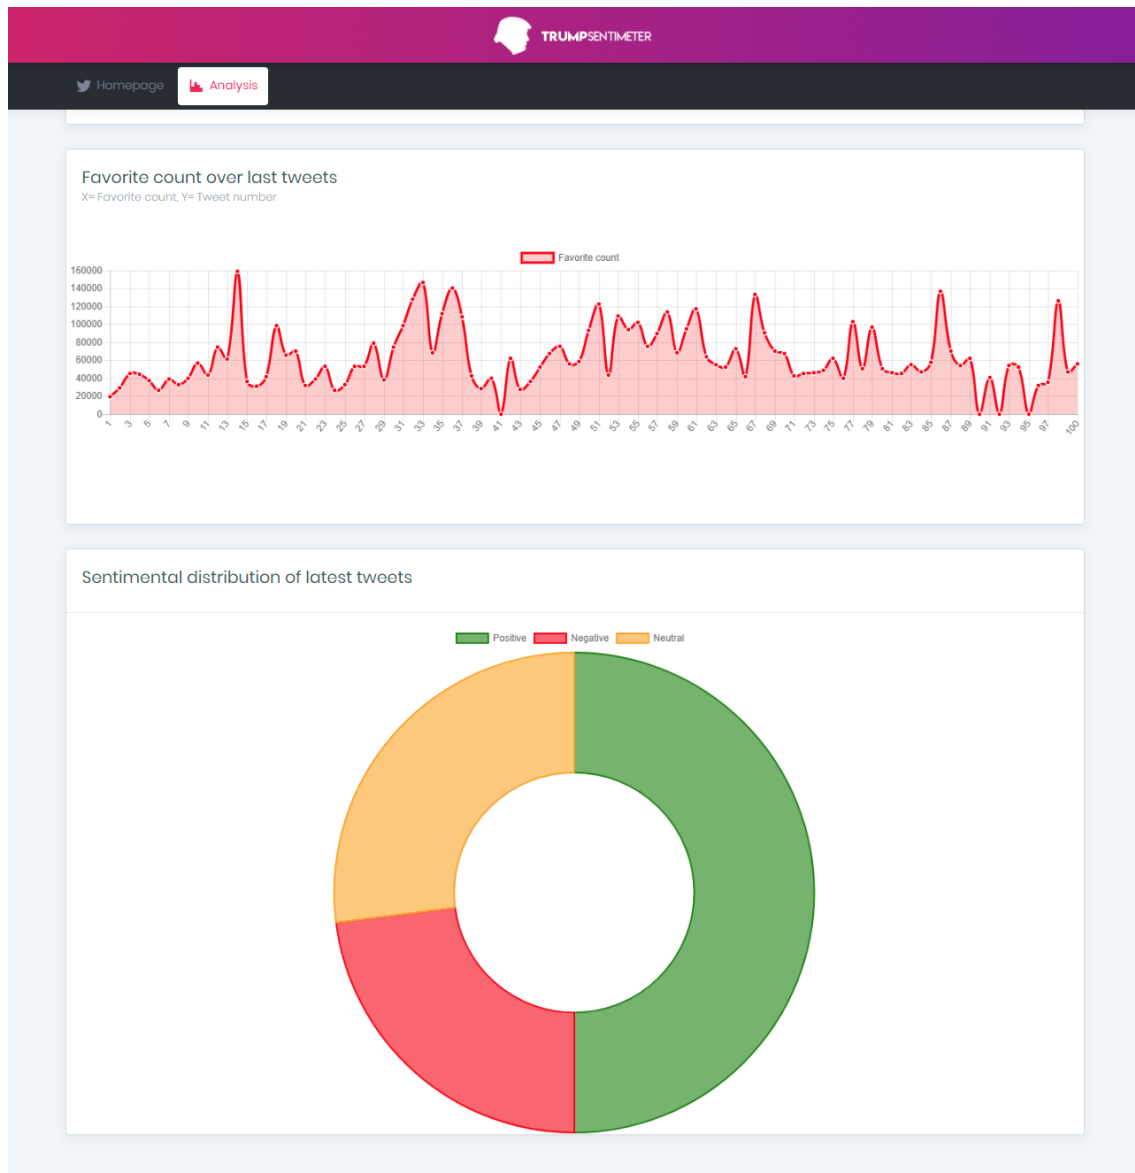 TRUMPSENTIMETER
Homepage Analysis
Favorite count over last tweets
X= Favorite count, Y= Tweet number
Favorite count
160000
140000
120000
100000
80000
60000
40000
20000
0
1 3 5 7 9 11 13 15 17 19 21 23 25 27 29 31 33 35 37 39 41 43 45 47 49 51 53 55 57 59 61 63 65 67 69 71 73 75 77 79 81 83 85 87 89 91 93 95 97 100
Sentimental distribution of latest tweets
Positive Negative Neutral